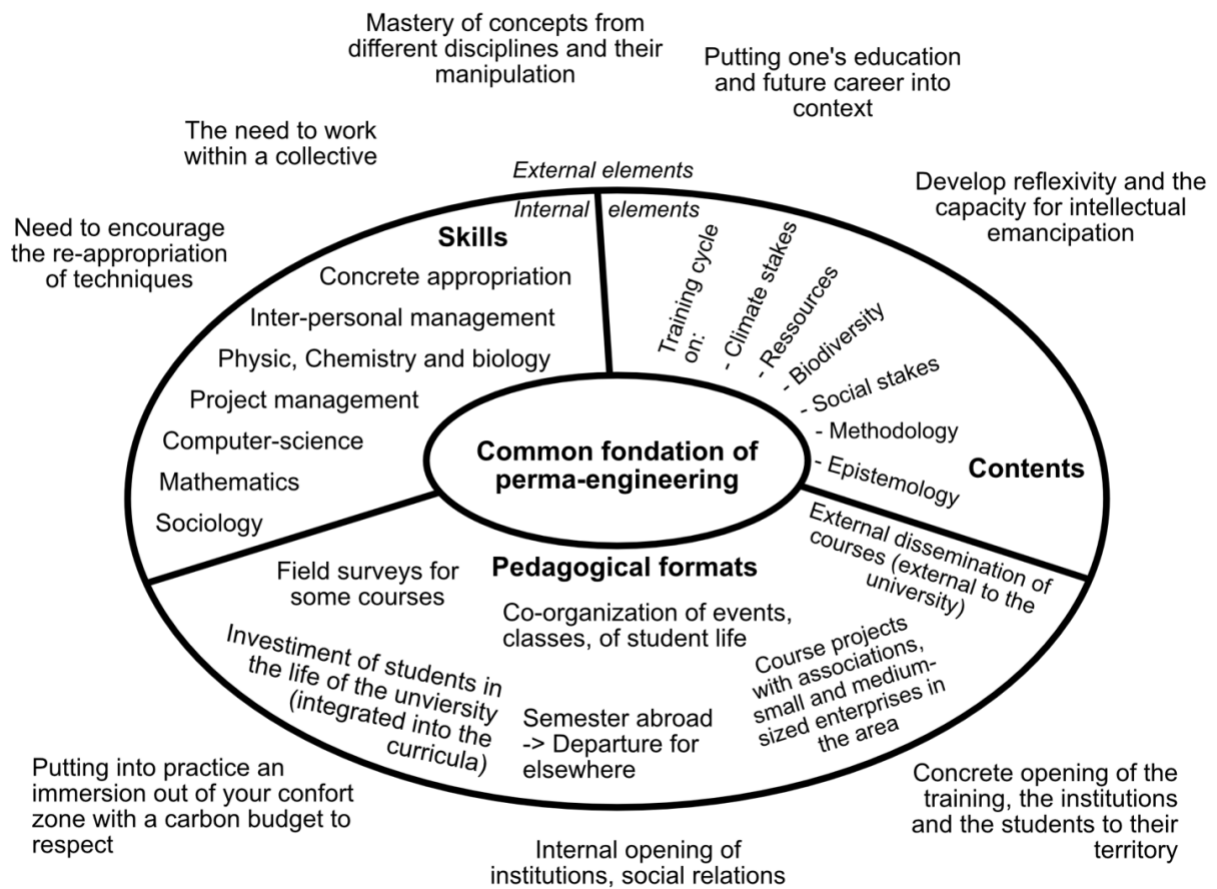 Mastery of concepts from
different disciplines and their
manipulation
Putting one's education
and future career into
context
The need to work
within a collective
External elements
Develop reflexivity and the
capacity for intellectual
emancipation
Need to encourage
the re-appropriation
of techniques
Internal elements
Skills
Concrete appropriation
Inter-personal management
Physic, Chemistry and biology
Project management
Computer-science
Mathematics
Sociology
Training cycle
on:
- Climate stakes
- Ressources
- Biodiversity
- Social stakes
- Methodology
- Epistemology
Contents
Common fondation of
perma-engineering
Pedagogical formats
Field surveys for
some courses
Co-organization of events,
classes, of student life
External dissemination of
courses (external to the
university)
Investiment of students in
the life of the unviersity
(integrated into the
curricula)
Semester abroad
-> Departure for
elsewhere
Course projects
with associations,
small and medium-
sized enterprises in
the area
Putting into practice an
immersion out of your confort
zone with a carbon budget to
respect
Internal opening of
institutions, social relations
Concrete opening of the
training, the institutions
and the students to their
territory